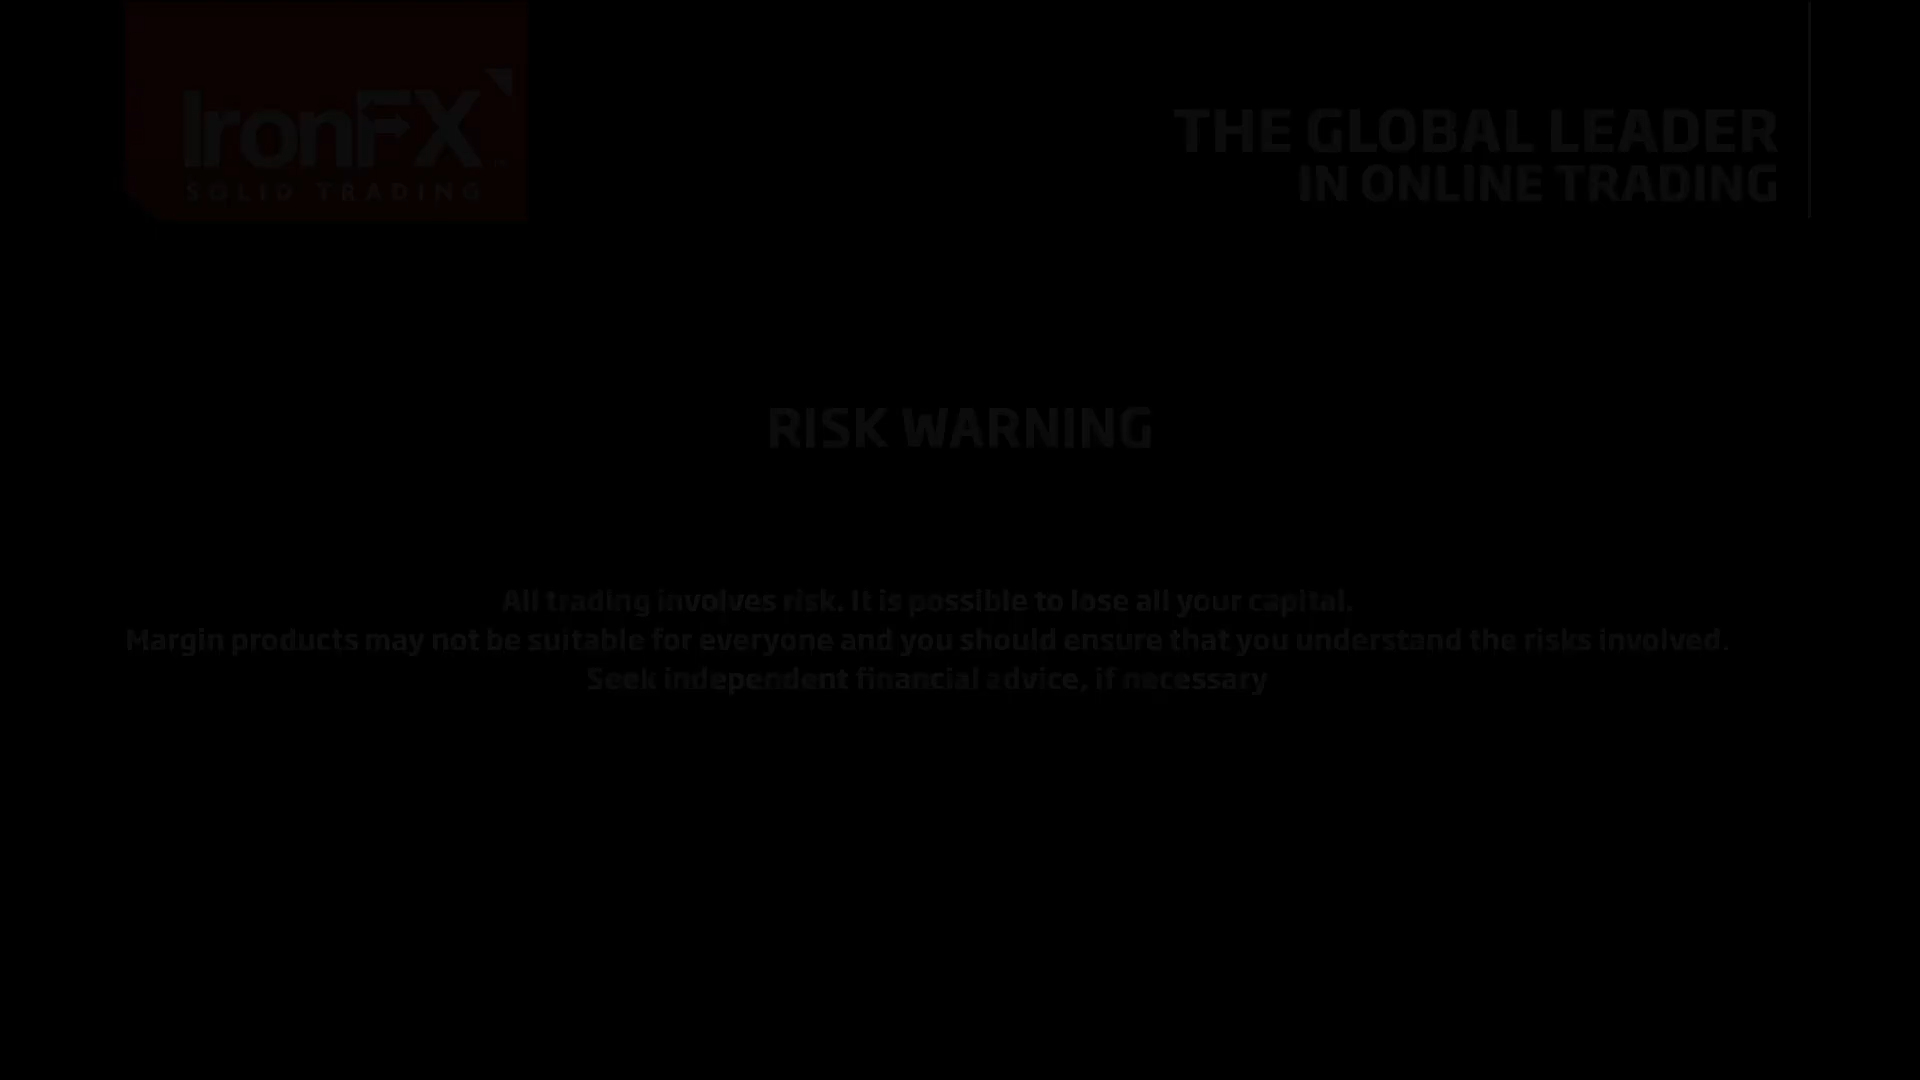 IronFX
SOLID TRADING
THE GLOBAL LEADER
IN ONLINE TRADING
RISK WARNING
All trading involves risk. It is possible to lose all your capital.
Margin products may not be suitable for everyone and you should ensure that you understand the risks involved.
Seek independent financial advice, if necessary